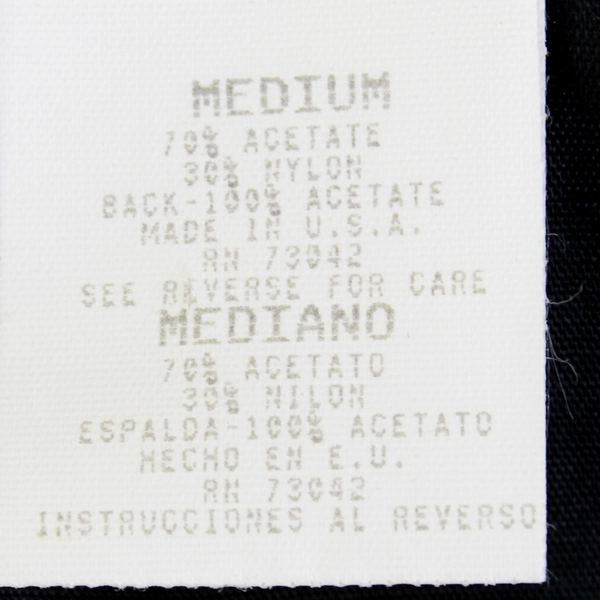 MEDIUM
70% ACETATE
30% NYLON
BACK-100% ACETATE
MADE IN U.S.A.
RN 73042
SEE REVERSE FOR CARE
MEDIANO
70% ACETATO
30% NILON
ESPALDA-100% ACETATO
HECHO EN E.U.
RN 73042
INSTRUCCIONES AL REVERSO